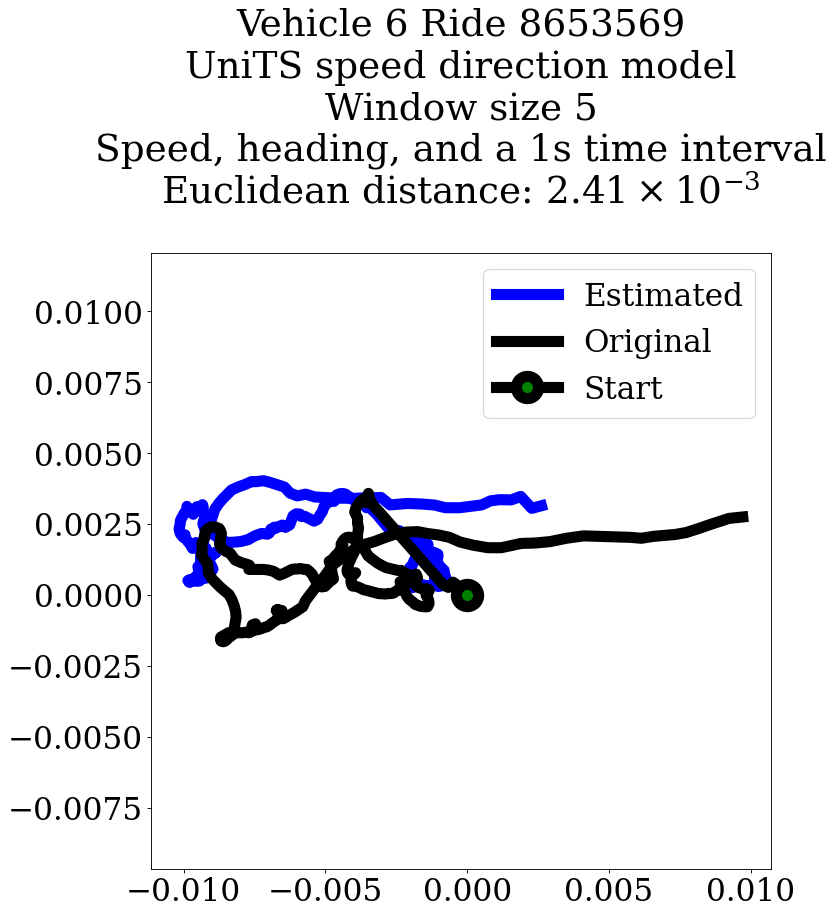 Vehicle 6 Ride 8653569
UniTS speed direction model
Window size 5
Speed, heading, and a 1s time interval
Euclidean distance: 2.41 × 10⁻³
Estimated
Original
Start
0.0100
0.0075
0.0050
0.0025
0.0000
−0.0025
−0.0050
−0.0075
−0.010
−0.005
0.000
0.005
0.010